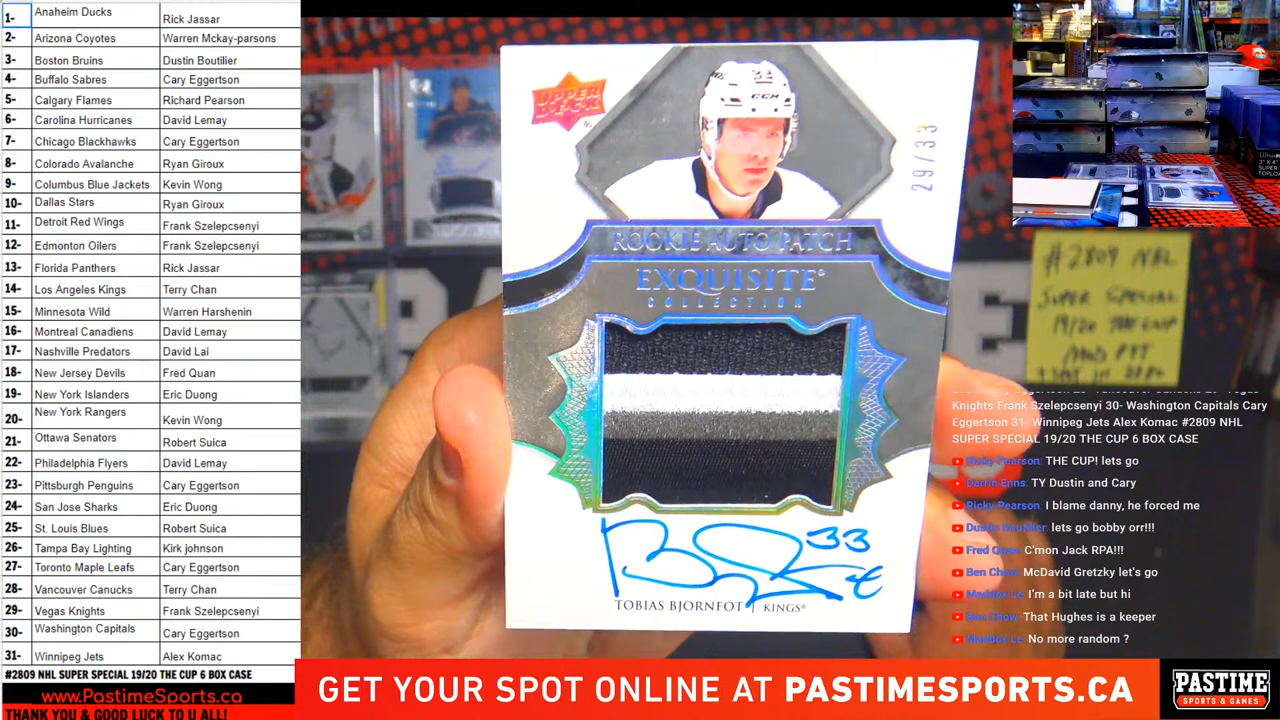 1- Anaheim Ducks Rick Jassar
2- Arizona Coyotes Warren Mckay-parsons
3- Boston Bruins Dustin Boutilier
4- Buffalo Sabres Cary Eggertson
5- Calgary Flames Richard Pearson
6- Carolina Hurricanes David Lemay
7- Chicago Blackhawks Cary Eggertson
8- Colorado Avalanche Ryan Giroux
9- Columbus Blue Jackets Kevin Wong
10- Dallas Stars Ryan Giroux
11- Detroit Red Wings Frank Szelepcsenyi
12- Edmonton Oilers Frank Szelepcsenyi
13- Florida Panthers Rick Jassar
14- Los Angeles Kings Terry Chan
15- Minnesota Wild Warren Harshenin
16- Montreal Canadiens David Lemay
17- Nashville Predators David Lai
18- New Jersey Devils Fred Quan
19- New York Islanders Eric Duong
20- New York Rangers Kevin Wong
21- Ottawa Senators Robert Suica
22- Philadelphia Flyers David Lemay
23- Pittsburgh Penguins Cary Eggertson
24- San Jose Sharks Eric Duong
25- St. Louis Blues Robert Suica
26- Tampa Bay Lighting Kirk johnson
27- Toronto Maple Leafs Cary Eggertson
28- Vancouver Canucks Terry Chan
29- Vegas Knights Frank Szelepcsenyi
30- Washington Capitals Cary Eggertson
31- Winnipeg Jets Alex Komac
#2809 NHL SUPER SPECIAL 19/20 THE CUP 6 BOX CASE
www.PastimeSports.ca
THANK YOU & GOOD LUCK TO U ALL!
UPPER DECK
33
CCM
29/33
ROOKIE AUTO PATCH
EXQUISITE
COLLECTION
33
TOBIAS BJORNFOT | KINGS
#2809 NHL
SUPER SPECIAL
19/20 THE CUP
Knights Frank Szelepcsenyi 30- Washington Capitals Cary
Eggertson 31- Winnipeg Jets Alex Komac #2809 NHL
SUPER SPECIAL 19/20 THE CUP 6 BOX CASE
Ricky Pearson: THE CUP! lets go
Darrin Enns: TY Dustin and Cary
Ricky Pearson: I blame danny, he forced me
Dustin Boutilier: lets go bobby orr!!!
Fred Quan: C'mon Jack RPA!!!
Ben Chow: McDavid Gretzky let's go
Maddox Le: I'm a bit late but hi
Ben Chow: That Hughes is a keeper
Maddox Le: No more random ?
GET YOUR SPOT ONLINE AT PASTIMESPORTS.CA
PASTIME
SPORTS & GAMES